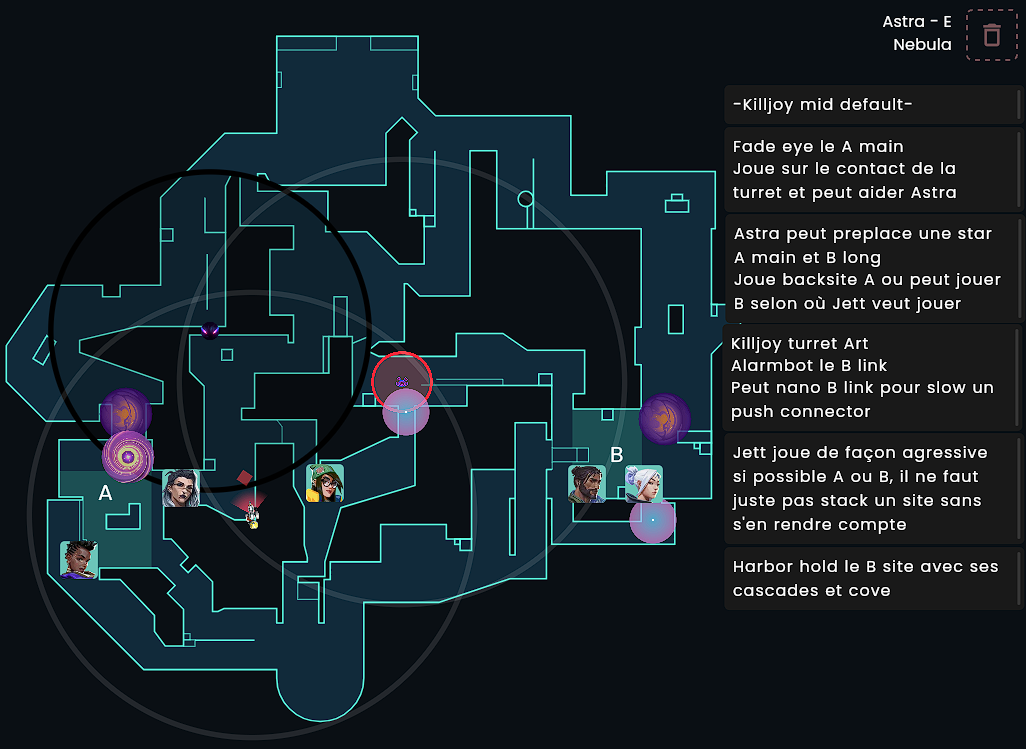 Astra - E
Nebula
-Killjoy mid default-
Fade eye le A main
Joue sur le contact de la
turret et peut aider Astra
Astra peut preplace une star
A main et B long
Joue backsite A ou peut jouer
B selon où Jett veut jouer
Killjoy turret Art
Alarmbot le B link
Peut nano B link pour slow un
push connector
Jett joue de façon agressive
si possible A ou B, il ne faut
juste pas stack un site sans
s'en rendre compte
Harbor hold le B site avec ses
cascades et cove
A
B